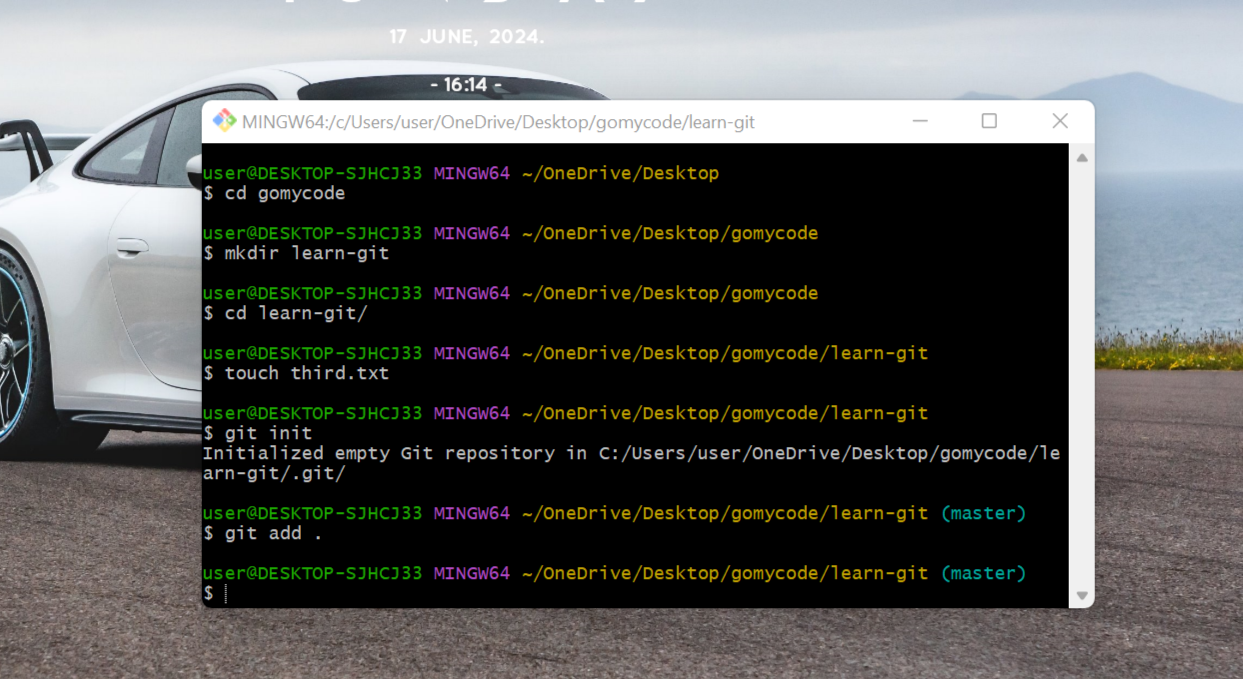 17 JUNE, 2024.
- 16:14 -
MINGW64:/c/Users/user/OneDrive/Desktop/gomycode/learn-git
user@DESKTOP-SJHCJ33 MINGW64 ~/OneDrive/Desktop
$ cd gomycode
user@DESKTOP-SJHCJ33 MINGW64 ~/OneDrive/Desktop/gomycode
$ mkdir learn-git
user@DESKTOP-SJHCJ33 MINGW64 ~/OneDrive/Desktop/gomycode
$ cd learn-git/
user@DESKTOP-SJHCJ33 MINGW64 ~/OneDrive/Desktop/gomycode/learn-git
$ touch third.txt
user@DESKTOP-SJHCJ33 MINGW64 ~/OneDrive/Desktop/gomycode/learn-git
$ git init
Initialized empty Git repository in C:/Users/user/OneDrive/Desktop/gomycode/le
arn-git/.git/
user@DESKTOP-SJHCJ33 MINGW64 ~/OneDrive/Desktop/gomycode/learn-git (master)
$ git add .
user@DESKTOP-SJHCJ33 MINGW64 ~/OneDrive/Desktop/gomycode/learn-git (master)
$